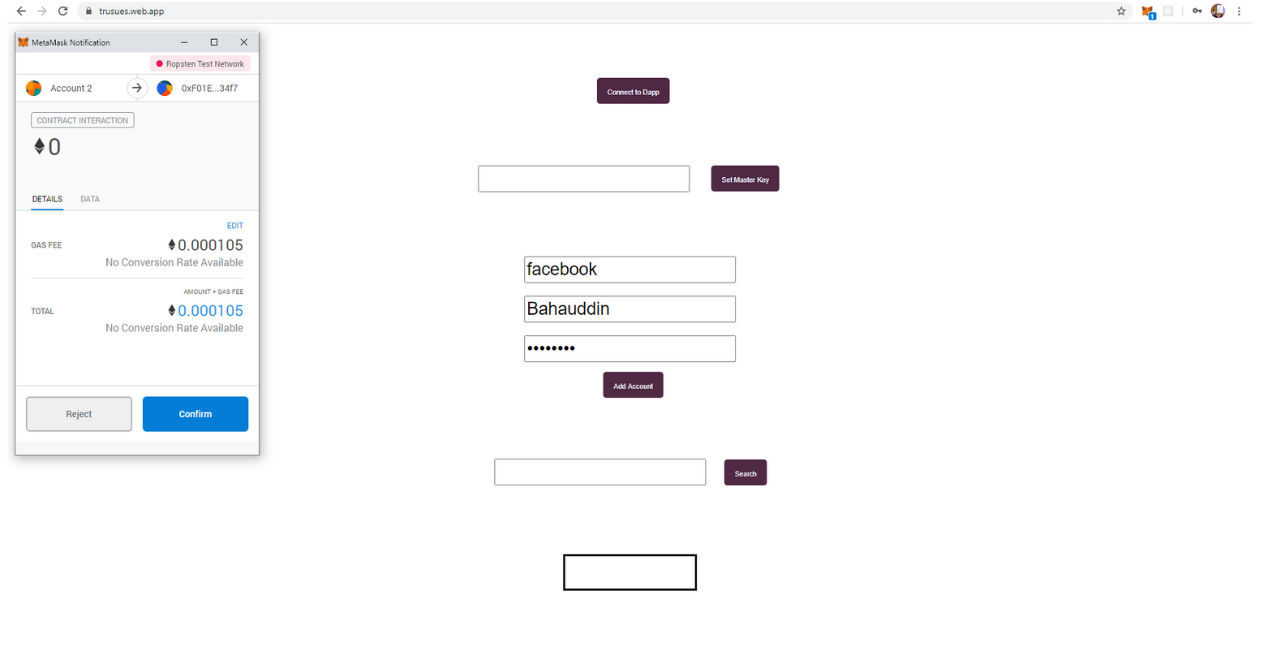 trusues.web.app
1
MetaMask Notification
Ropsten Test Network
Account 2
0xF01E...34f7
CONTRACT INTERACTION
0
DETAILS DATA
EDIT
GAS FEE 0.000105
No Conversion Rate Available
AMOUNT + GAS FEE
TOTAL 0.000105
No Conversion Rate Available
Reject Confirm
Connect to Dapp
Set Master Key
facebook
Bahauddin
••••••••
Add Account
Search